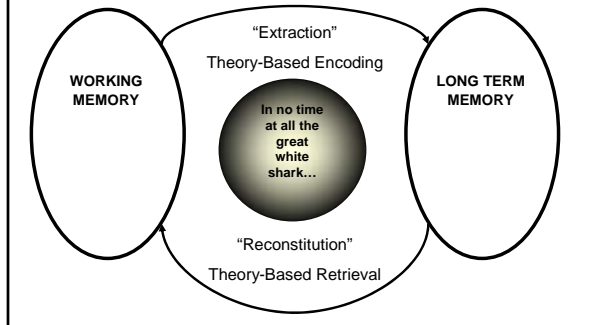 “Extraction”
Theory-Based Encoding
WORKING
MEMORY
LONG TERM
MEMORY
In no time
at all the
great
white
shark…
“Reconstitution”
Theory-Based Retrieval